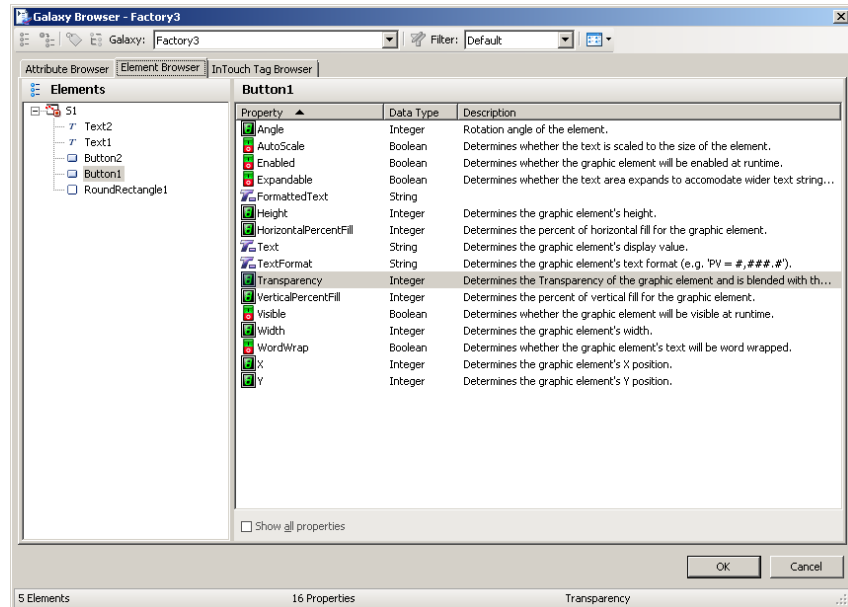 Galaxy Browser - Factory3
Galaxy: Factory3 Filter: Default
Attribute Browser Element Browser InTouch Tag Browser
Elements Button1
S1
Text2
Text1
Button2
Button1
RoundRectangle1
Property Data Type Description
Angle Integer Rotation angle of the element.
AutoScale Boolean Determines whether the text is scaled to the size of the element.
Enabled Boolean Determines whether the graphic element will be enabled at runtime.
Expandable Boolean Determines whether the text area expands to accomodate wider text string...
FormattedText String
Height Integer Determines the graphic element's height.
HorizontalPercentFill Integer Determines the percent of horizontal fill for the graphic element.
Text String Determines the graphic element's display value.
TextFormat String Determines the graphic element's text format (e.g. 'PV = #,###.#').
Transparency Integer Determines the Transparency of the graphic element and is blended with th...
VerticalPercentFill Integer Determines the percent of vertical fill for the graphic element.
Visible Boolean Determines whether the graphic element will be visible at runtime.
Width Integer Determines the graphic element's width.
WordWrap Boolean Determines whether the graphic element's text will be word wrapped.
X Integer Determines the graphic element's X position.
Y Integer Determines the graphic element's Y position.
Show all properties
OK Cancel
5 Elements 16 Properties Transparency